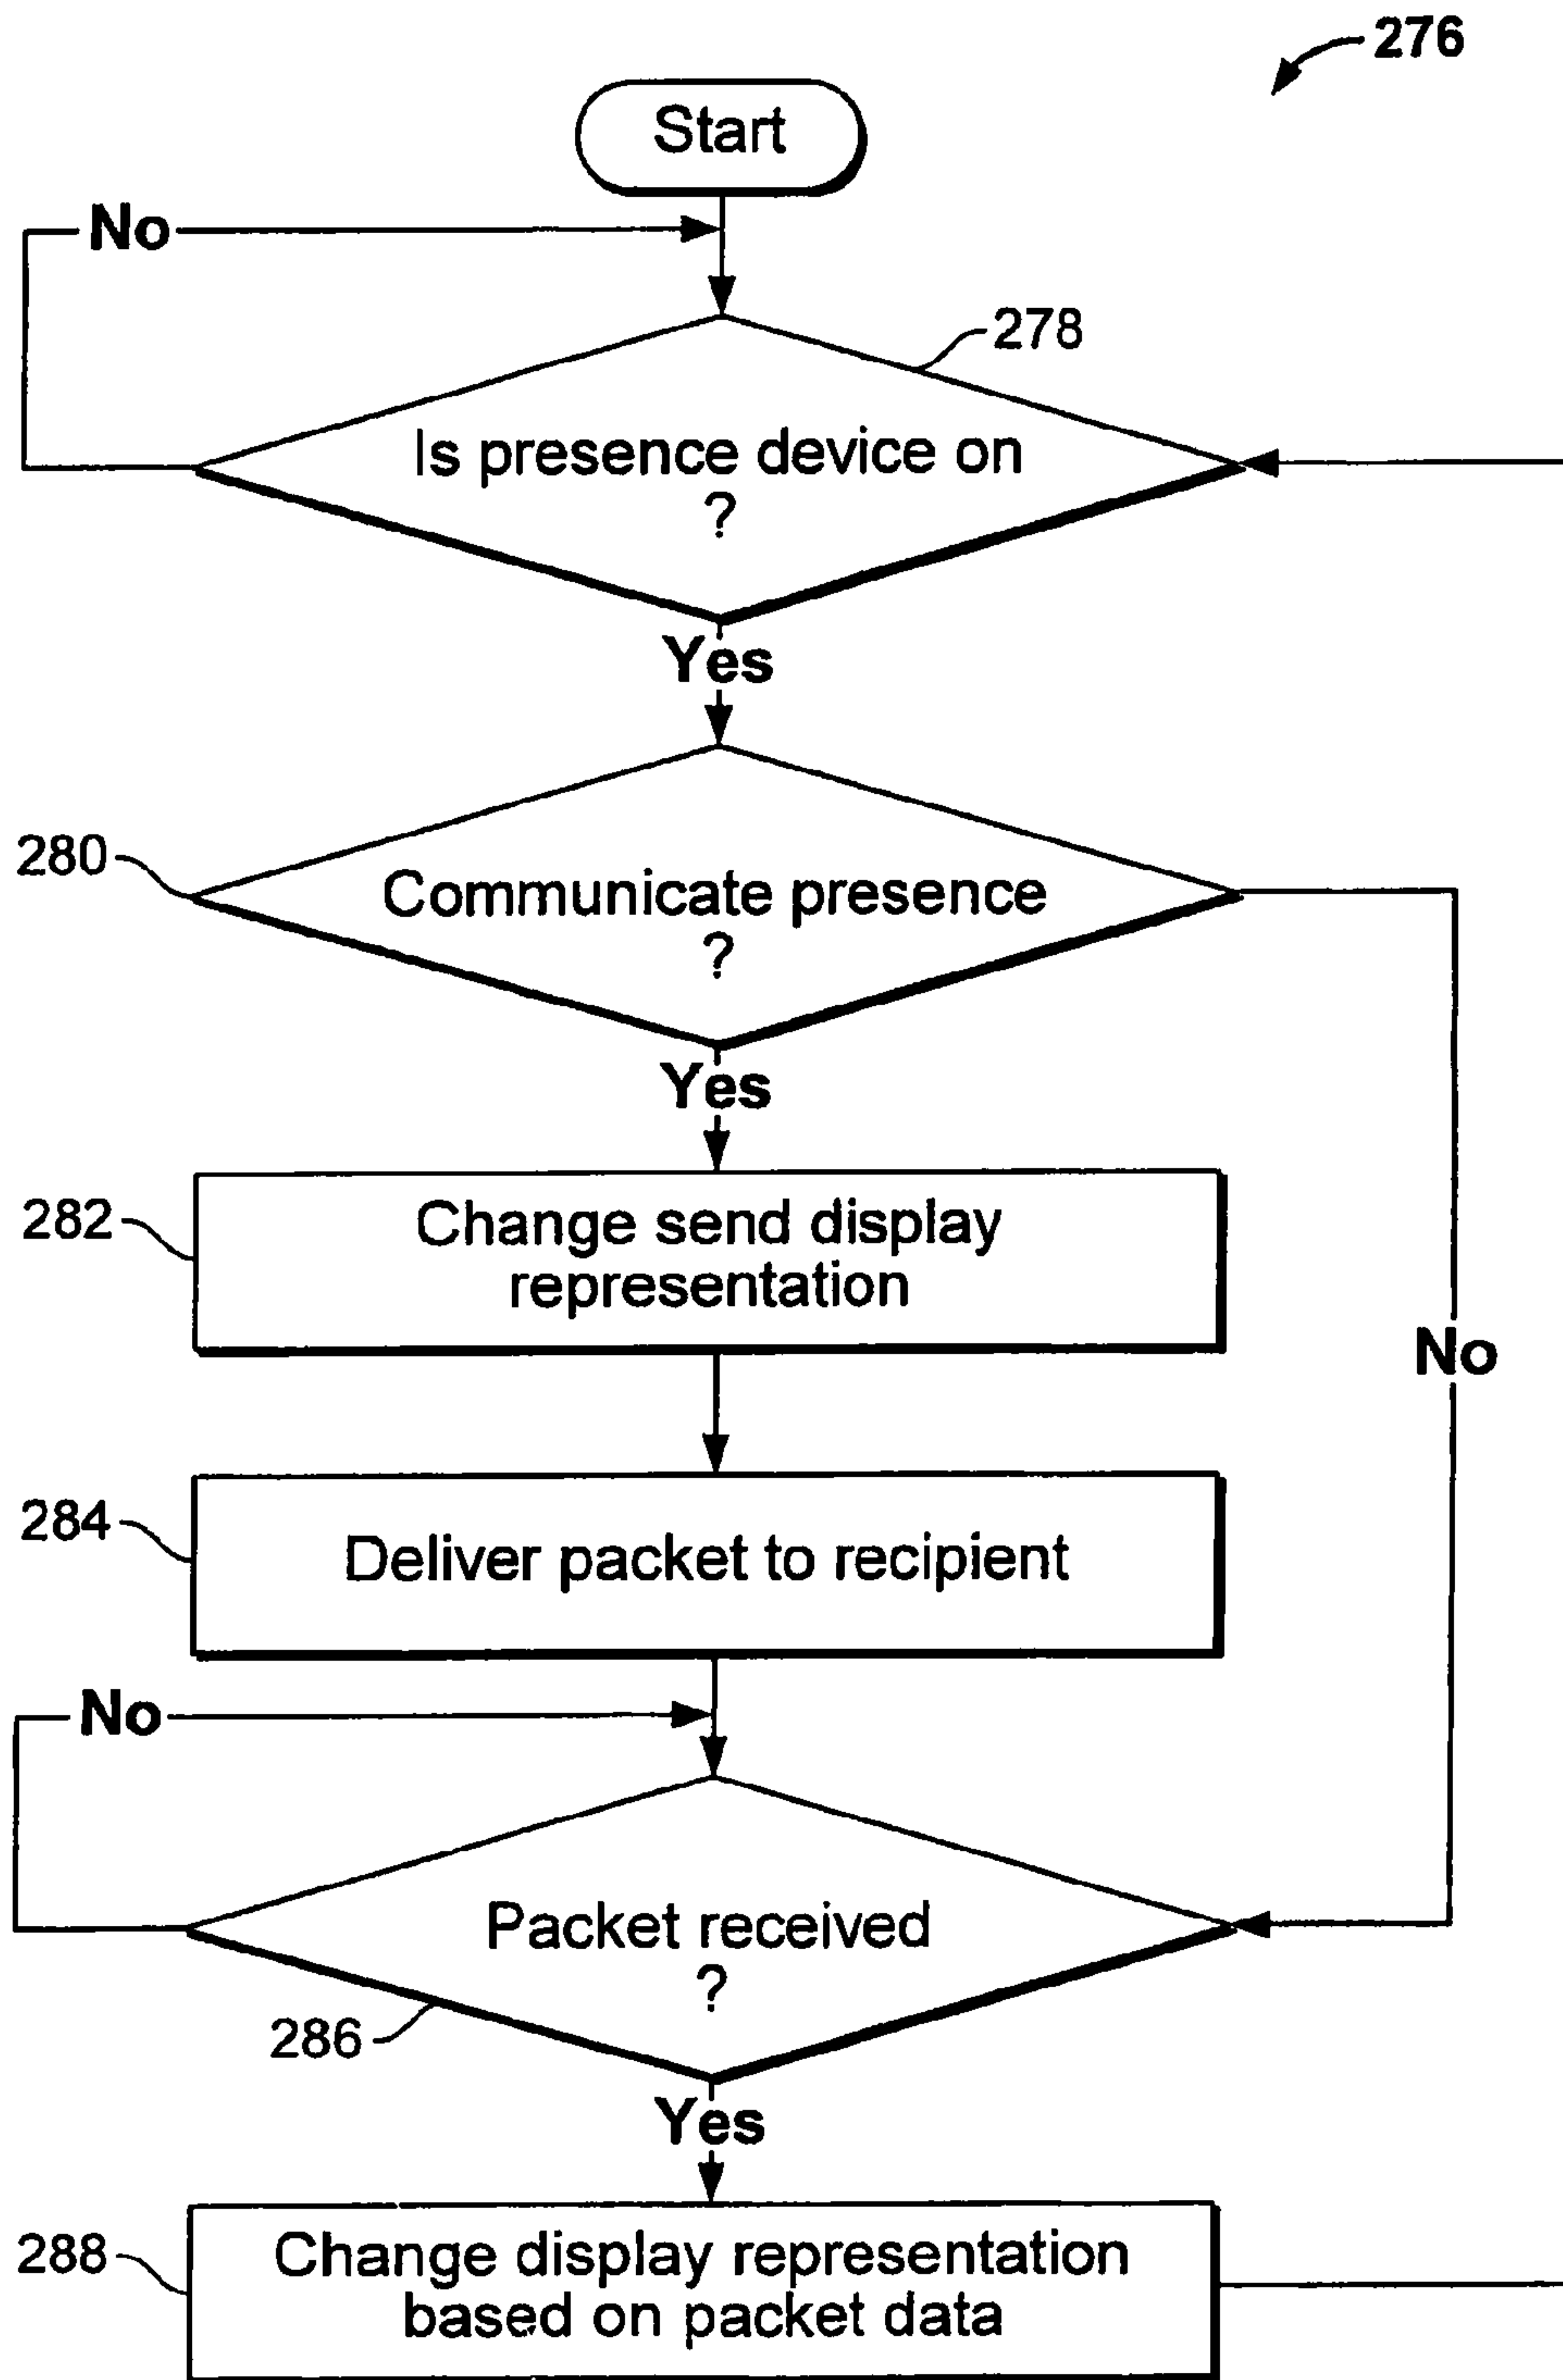 276
Start
No
278
Is presence device on
?
Yes
280
Communicate presence
?
Yes
282
Change send display
representation
No
284
Deliver packet to recipient
No
Packet received
?
286
Yes
288
Change display representation
based on packet data